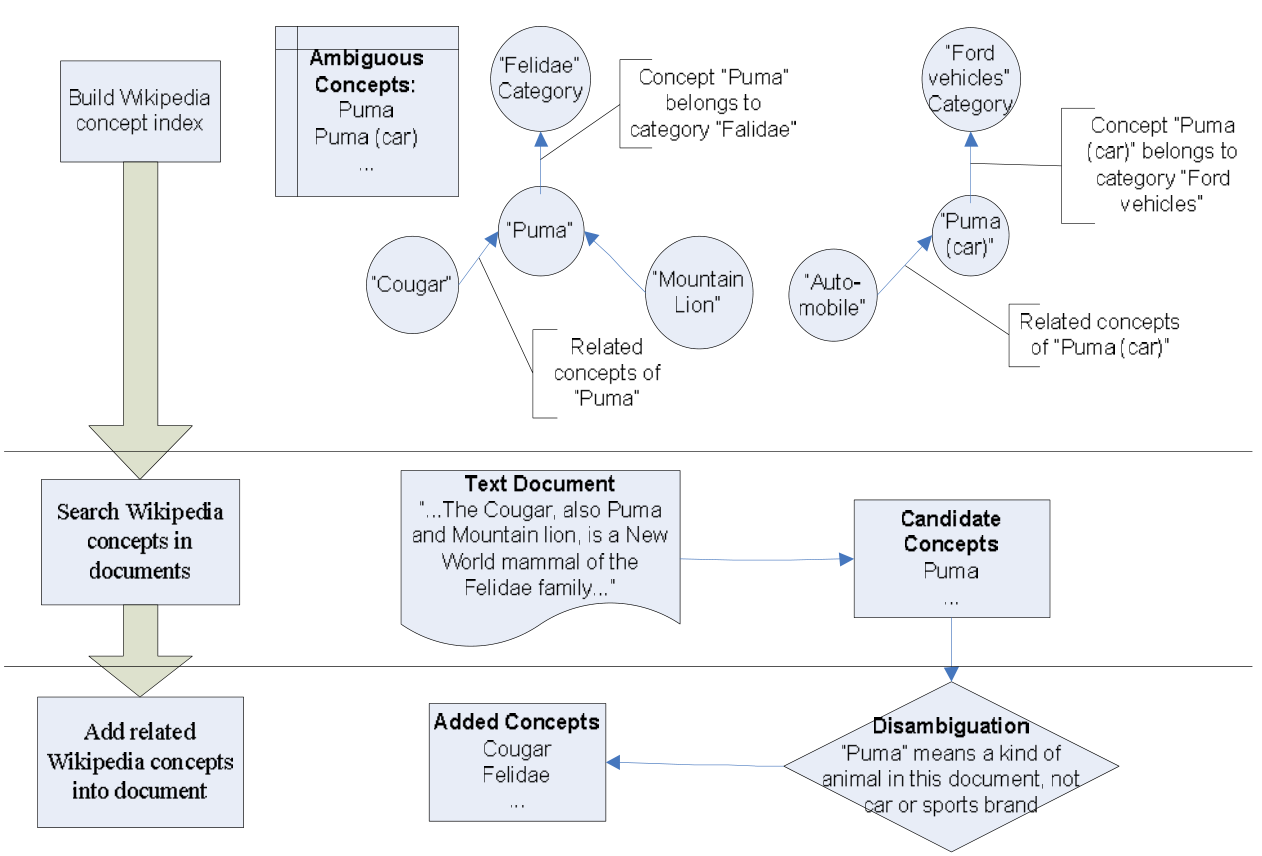 Build Wikipedia
concept index
Ambiguous
Concepts:
Puma
Puma (car)
...
"Felidae"
Category
Concept "Puma"
belongs to
category "Falidae"
"Puma"
"Cougar"
"Mountain
Lion"
Related
concepts of
"Puma"
"Ford
vehicles"
Category
Concept "Puma
(car)" belongs to
category "Ford
vehicles"
"Puma
(car)"
"Auto-
mobile"
Related concepts
of "Puma (car)"
Search Wikipedia
concepts in
documents
Text Document
"...The Cougar, also Puma
and Mountain lion, is a New
World mammal of the
Felidae family..."
Candidate
Concepts
Puma
...
Add related
Wikipedia concepts
into document
Added Concepts
Cougar
Felidae
...
Disambiguation
"Puma" means a kind of
animal in this document, not
car or sports brand